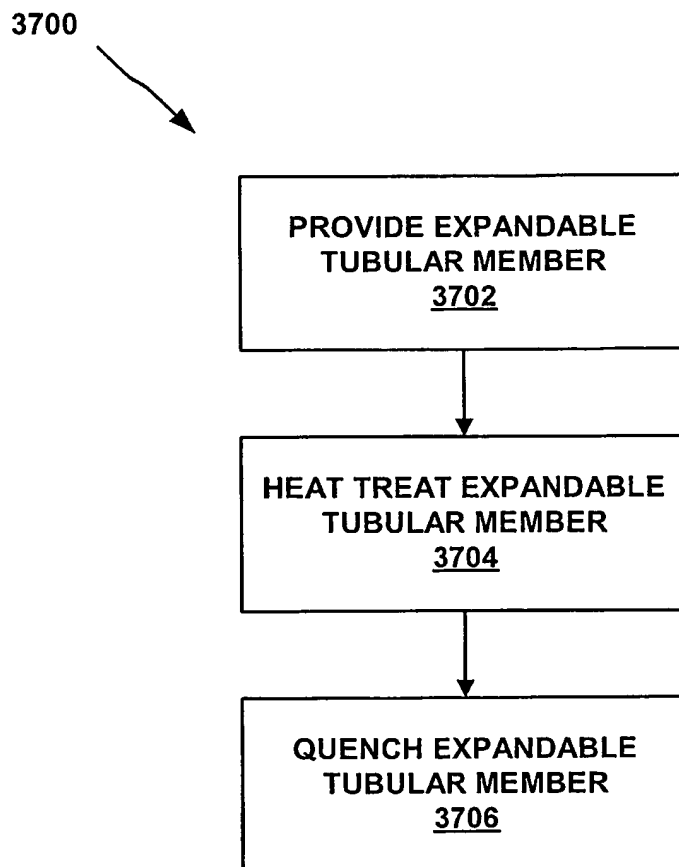 3700
PROVIDE EXPANDABLE
TUBULAR MEMBER
3702
HEAT TREAT EXPANDABLE
TUBULAR MEMBER
3704
QUENCH EXPANDABLE
TUBULAR MEMBER
3706